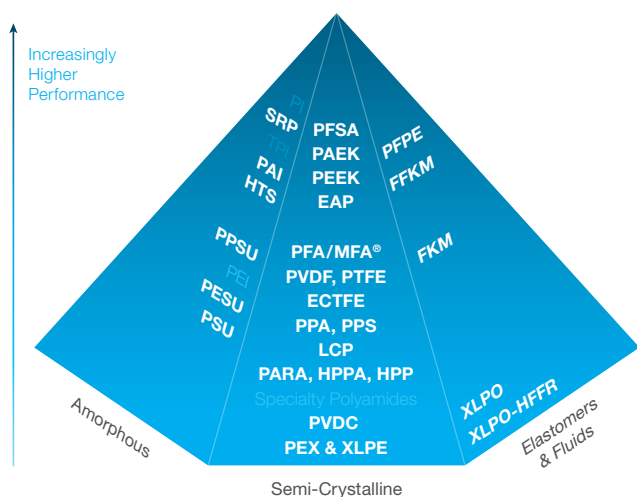 Increasingly
Higher
Performance
PI
SRP
TPI
PAI
HTS
PPSU
PEI
PESU
PSU
PFSA
PAEK
PEEK
EAP
PFA/MFA®
PVDF, PTFE
ECTFE
PPA, PPS
LCP
PARA, HPPA, HPP
Specialty Polyamides
PVDC
PEX & XLPE
PFPE
FFKM
FKM
XLPO
XLPO-HFFR
Amorphous
Semi-Crystalline
Elastomers
& Fluids